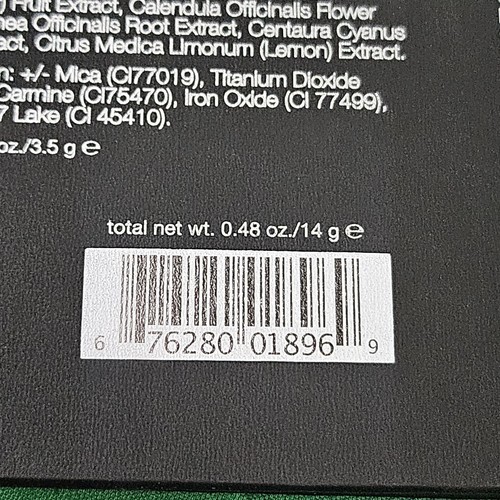 ) Fruit Extract, Calendula Officinalis Flower
Officinalis Root Extract, Centaura Cyanus
Citrus Medica Limonum (Lemon) Extract.
+/- Mica (CI77019), Titanium Dioxide
Carmine (CI75470), Iron Oxide (CI 77499),
7 Lake (CI 45410).
oz./3.5 g e
total net wt. 0.48 oz./14 g e
6 76280 01896 9